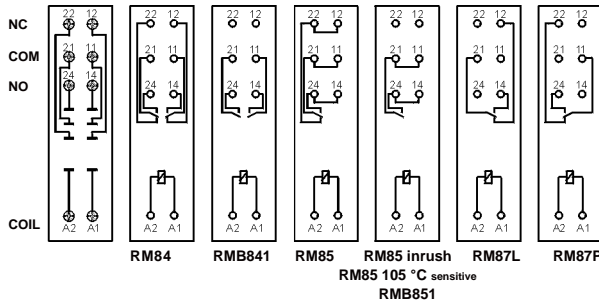 NC 22 12 22 12 22 12 22 12 22 12 22 12 22 12
COM 21 11 21 11 21 11 21 11 21 11 21 11 21 11
NO 24 14 24 14 24 14 24 14 24 14 24 14 24 14
COIL A2 A1 A2 A1 A2 A1 A2 A1 A2 A1 A2 A1 A2 A1
RM84 RMB841 RM85 RM85 inrush RM87L RM87P
RM85 105 °C sensitive
RMB851